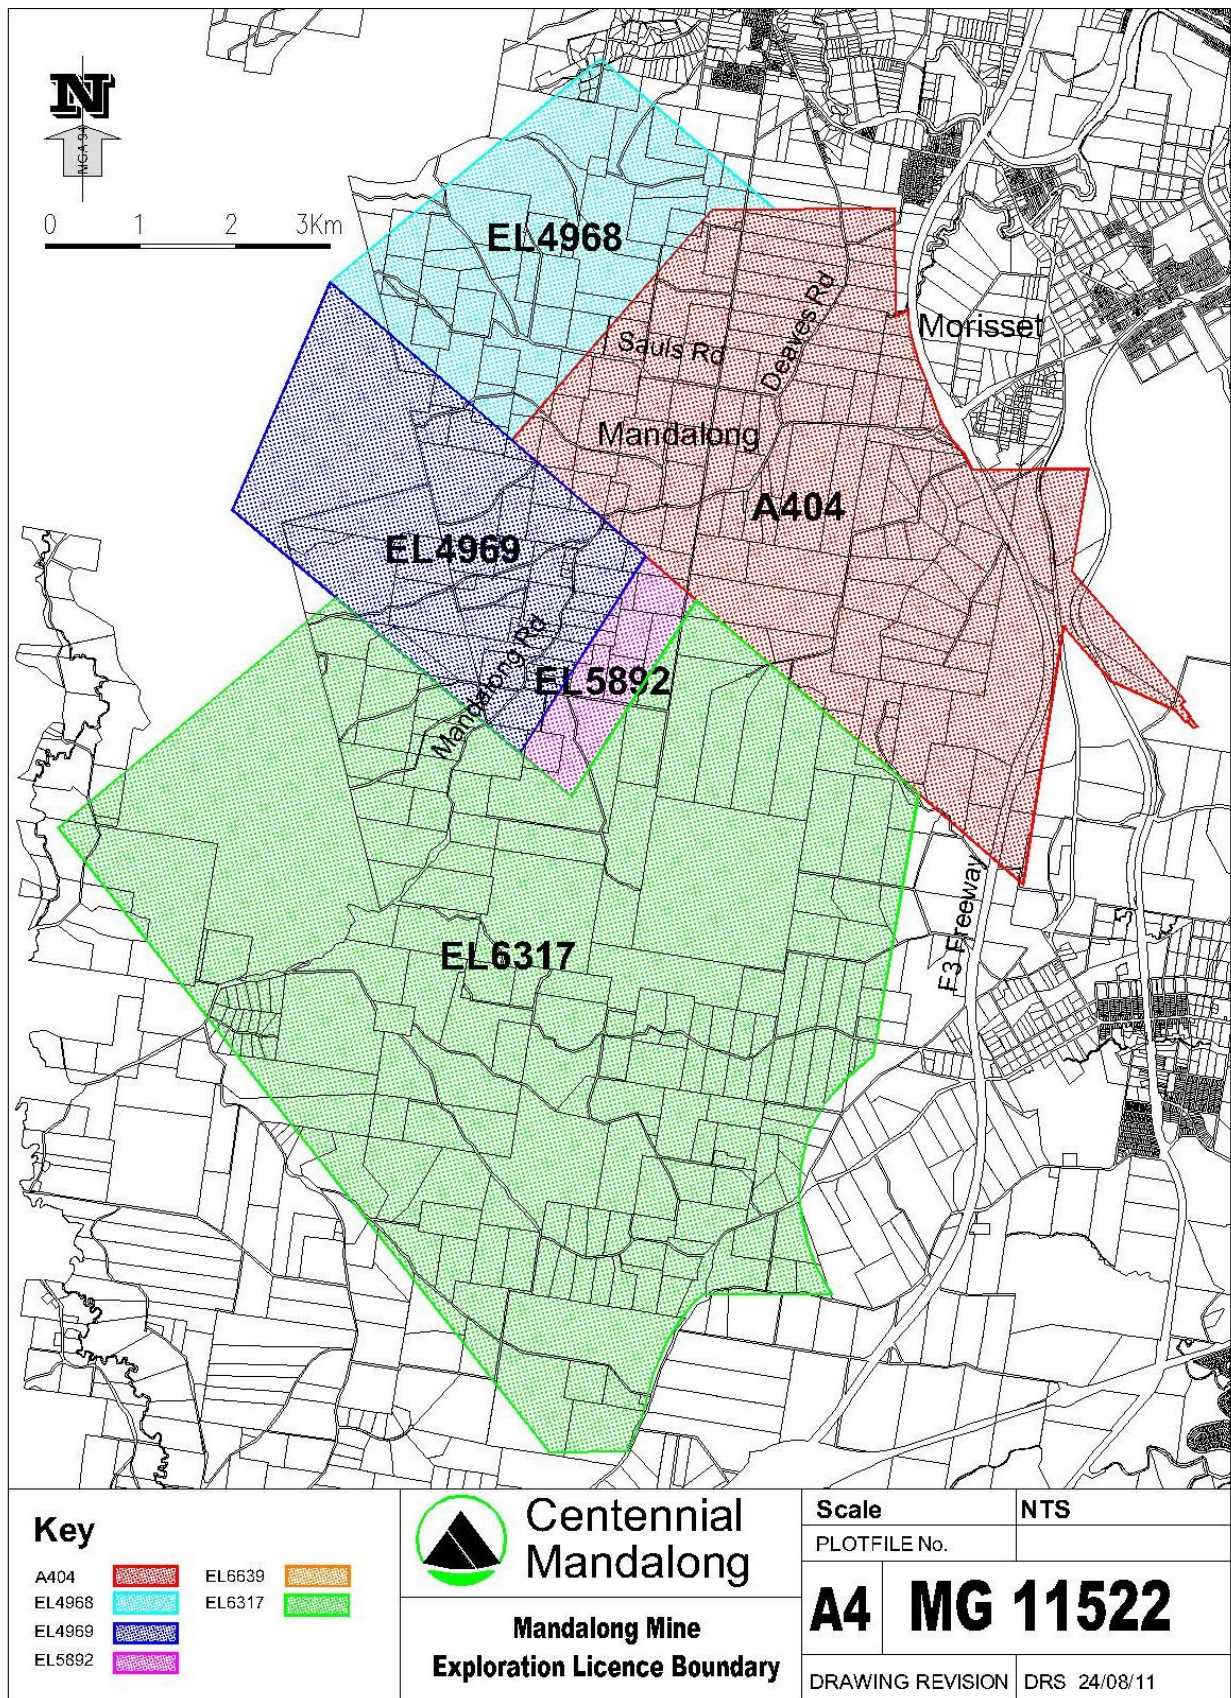 N
MGA 94
0 1 2 3Km
EL4968
Morisset
Sauls Rd
Deaves Rd
Mandalong
A404
EL4969
Mandalong Rd
EL5892
F3 Freeway
EL6317
Key
A404
EL4968
EL4969
EL5892
EL6639
EL6317
Centennial
Mandalong
Mandalong Mine
Exploration Licence Boundary
Scale NTS
PLOTFILE No.
A4 MG 11522
DRAWING REVISION DRS 24/08/11